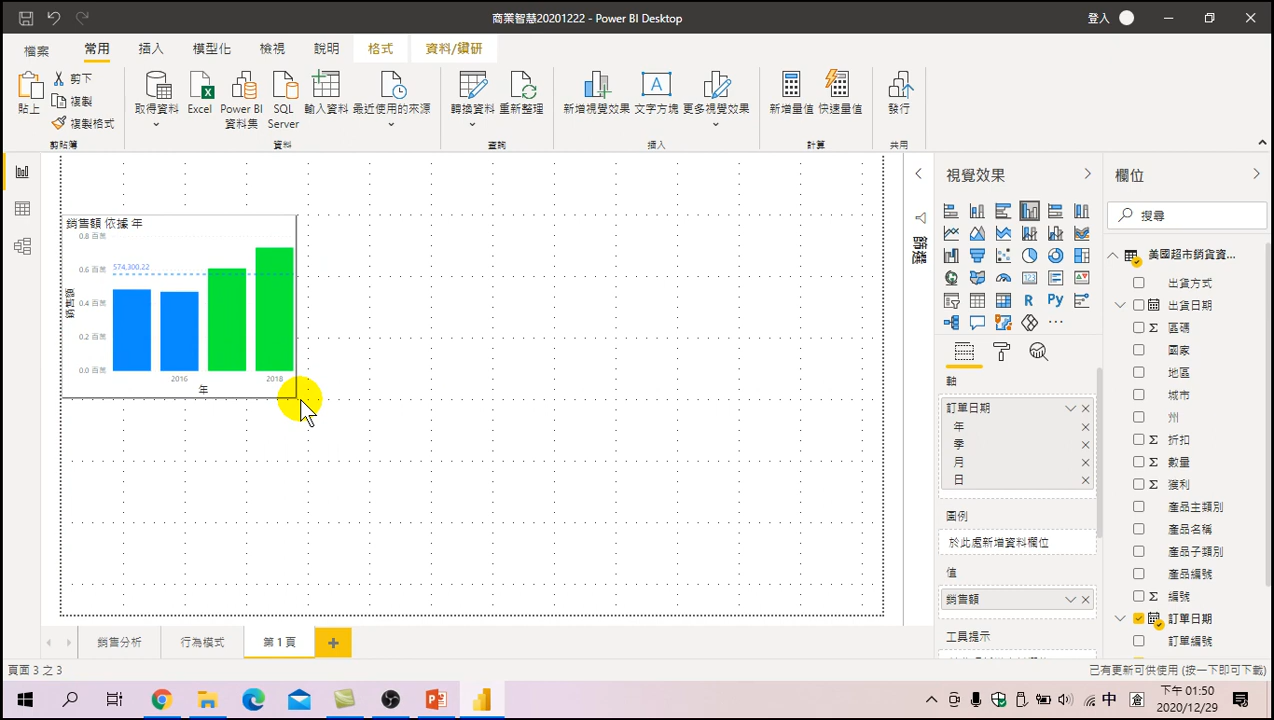 商業智慧20201222 - Power BI Desktop
登入
檔案 常用 插入 模型化 檢視 說明 格式 資料/鑽研
貼上
剪下
複製
複製格式
剪貼簿
取得資料
Excel
Power BI
資料集
SQL
Server
輸入資料
最近使用的來源
資料
轉換資料
重新整理
查詢
新增視覺效果
文字方塊
A
更多視覺效果
插入
新增量值
快速量值
計算
發行
共用
銷售額 依據 年
0.8 百萬
0.6 百萬
574,300.22
0.4 百萬
0.2 百萬
0.0 百萬
銷售額
2016
2018
年
篩選
視覺效果
123
R
Py
軸
訂單日期
年
季
月
日
圖例
於此處新增資料欄位
值
銷售額
工具提示
欄位
搜尋
美國超市銷貨資...
出貨方式
出貨日期
Σ 區碼
國家
地區
城市
州
Σ 折扣
Σ 數量
Σ 獲利
產品主類別
產品名稱
產品子類別
產品編號
Σ 編號
訂單日期
訂單編號
銷售分析
行為模式
第 1 頁
頁面 3 之 3
已有更新可供使用 (按一下即可下載)
中
倉
下午 01:50
2020/12/29